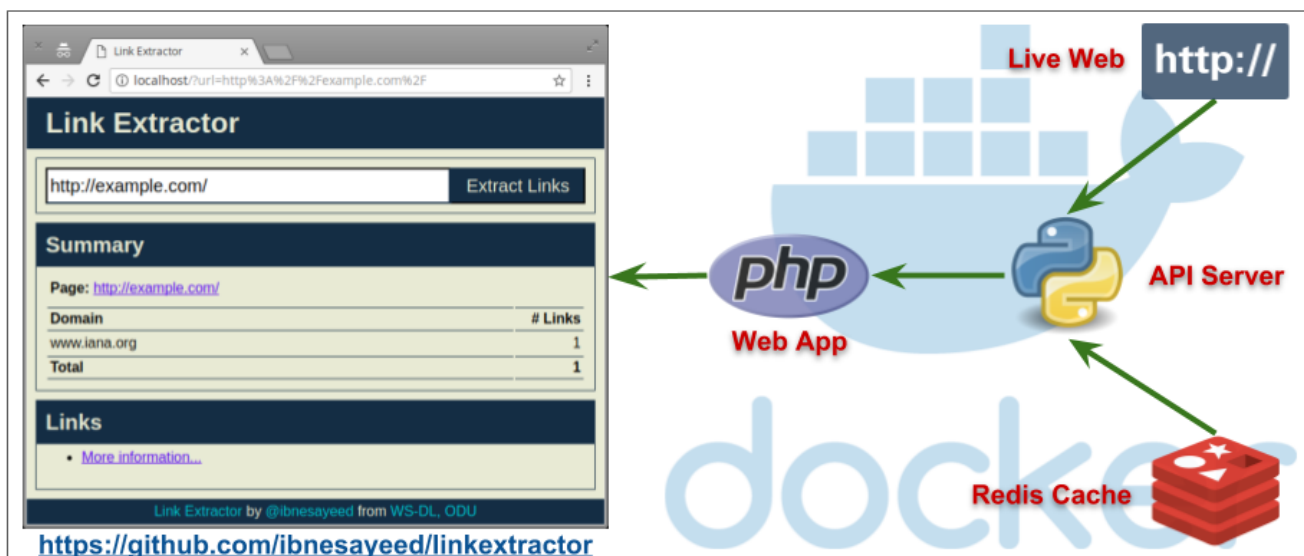 Link Extractor
localhost/?url=http%3A%2F%2Fexample.com%2F
Link Extractor
http://example.com/ Extract Links
Summary
Page: http://example.com/
Domain # Links
www.iana.org 1
Total 1
Links
• More information...
Link Extractor by @ibnesayeed from WS-DL, ODU
https://github.com/ibnesayeed/linkextractor
Live Web http://
php
API Server
Web App
docker
Redis Cache